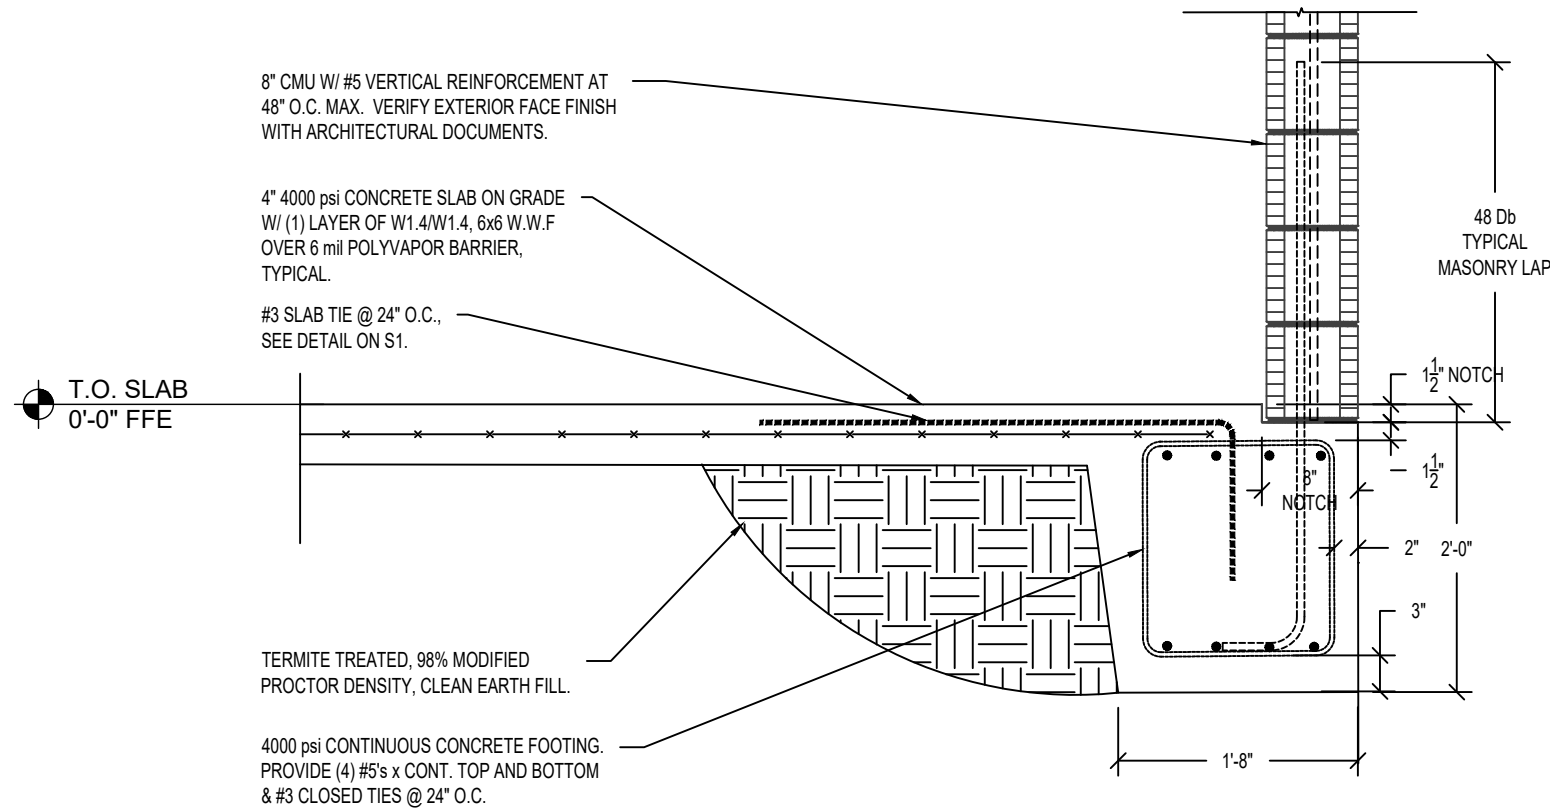 8" CMU W/ #5 VERTICAL REINFORCEMENT AT
48" O.C. MAX. VERIFY EXTERIOR FACE FINISH
WITH ARCHITECTURAL DOCUMENTS.
4" 4000 psi CONCRETE SLAB ON GRADE
W/ (1) LAYER OF W1.4/W1.4, 6x6 W.W.F
OVER 6 mil POLYVAPOR BARRIER,
TYPICAL.
#3 SLAB TIE @ 24" O.C.,
SEE DETAIL ON S1.
T.O. SLAB
0'-0" FFE
48 Db
TYPICAL
MASONRY LAP
1 1/2" NOTCH
1 1/2"
8"
NOTCH
2"
2'-0"
3"
TERMITE TREATED, 98% MODIFIED
PROCTOR DENSITY, CLEAN EARTH FILL.
4000 psi CONTINUOUS CONCRETE FOOTING.
PROVIDE (4) #5's x CONT. TOP AND BOTTOM
& #3 CLOSED TIES @ 24" O.C.
1'-8"